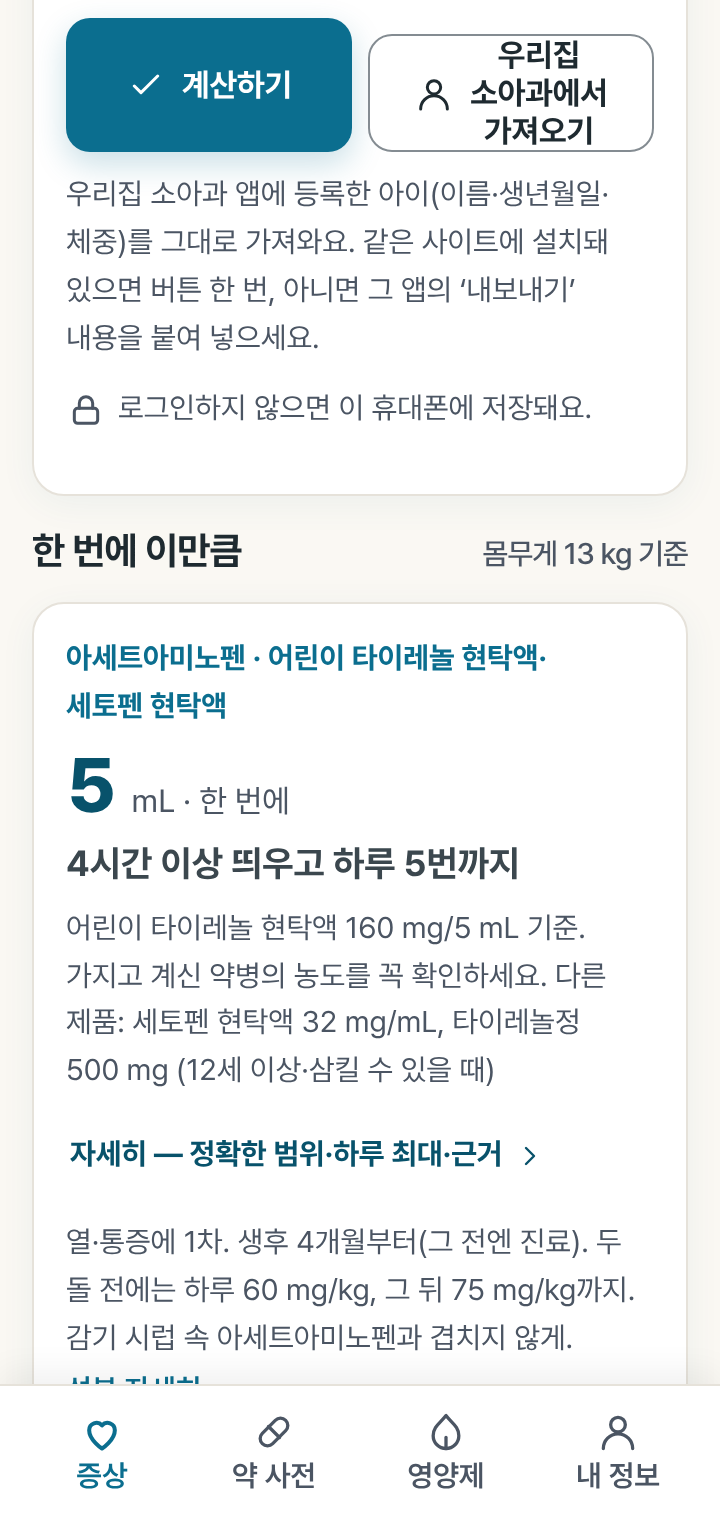 계산하기
우리집
소아과에서
가져오기
우리집 소아과 앱에 등록한 아이(이름·생년월일·
체중)를 그대로 가져와요. 같은 사이트에 설치돼
있으면 버튼 한 번, 아니면 그 앱의 ‘내보내기’
내용을 붙여 넣으세요.
로그인하지 않으면 이 휴대폰에 저장돼요.
한 번에 이만큼
몸무게 13 kg 기준
아세트아미노펜 · 어린이 타이레놀 현탁액·
세토펜 현탁액
5 mL · 한 번에
4시간 이상 띄우고 하루 5번까지
어린이 타이레놀 현탁액 160 mg/5 mL 기준.
가지고 계신 약병의 농도를 꼭 확인하세요. 다른
제품: 세토펜 현탁액 32 mg/mL, 타이레놀정
500 mg (12세 이상·삼킬 수 있을 때)
자세히 — 정확한 범위·하루 최대·근거
열·통증에 1차. 생후 4개월부터(그 전엔 진료). 두
돌 전에는 하루 60 mg/kg, 그 뒤 75 mg/kg까지.
감기 시럽 속 아세트아미노펜과 겹치지 않게.
증상
약 사전
영양제
내 정보